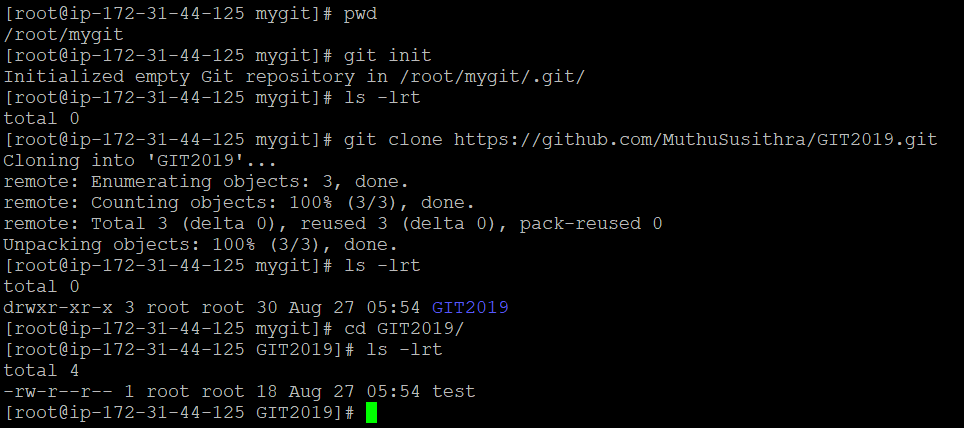 [root@ip-172-31-44-125 mygit]# pwd
/root/mygit
[root@ip-172-31-44-125 mygit]# git init
Initialized empty Git repository in /root/mygit/.git/
[root@ip-172-31-44-125 mygit]# ls -lrt
total 0
[root@ip-172-31-44-125 mygit]# git clone https://github.com/MuthuSusithra/GIT2019.git
Cloning into 'GIT2019'...
remote: Enumerating objects: 3, done.
remote: Counting objects: 100% (3/3), done.
remote: Total 3 (delta 0), reused 3 (delta 0), pack-reused 0
Unpacking objects: 100% (3/3), done.
[root@ip-172-31-44-125 mygit]# ls -lrt
total 0
drwxr-xr-x 3 root root 30 Aug 27 05:54 GIT2019
[root@ip-172-31-44-125 mygit]# cd GIT2019/
[root@ip-172-31-44-125 GIT2019]# ls -lrt
total 4
-rw-r--r-- 1 root root 18 Aug 27 05:54 test
[root@ip-172-31-44-125 GIT2019]#